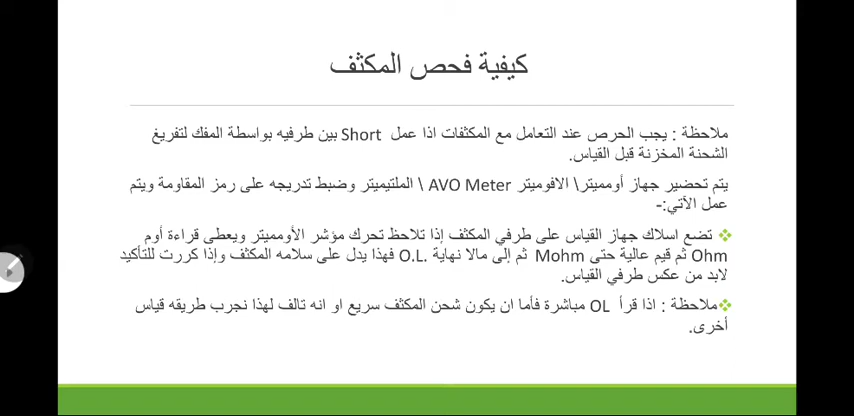 كيفية فحص المكثف
ملاحظة : يجب الحرص عند التعامل مع المكثفات اذا عمل Short بين طرفيه بواسطة المفك لتفريغ
الشحنة المخزنة قبل القياس.
يتم تحضير جهاز أومميتر\ الافوميتر AVO Meter \ الملتيميتر وضبط تدريجه على رمز المقاومة ويتم
عمل الآتي:-
تضع اسلاك جهاز القياس على طرفي المكثف إذا تلاحظ تحرك مؤشر الأومميتر ويعطى قراءة أوم
Ohm ثم قيم عالية حتى Mohm ثم إلى مالا نهاية .O.L فهذا يدل على سلامه المكثف وإذا كررت للتأكيد
لابد من عكس طرفي القياس.
ملاحظة : اذا قرأ OL مباشرة فأما ان يكون شحن المكثف سريع او انه تالف لهذا نجرب طريقه قياس
أخرى.